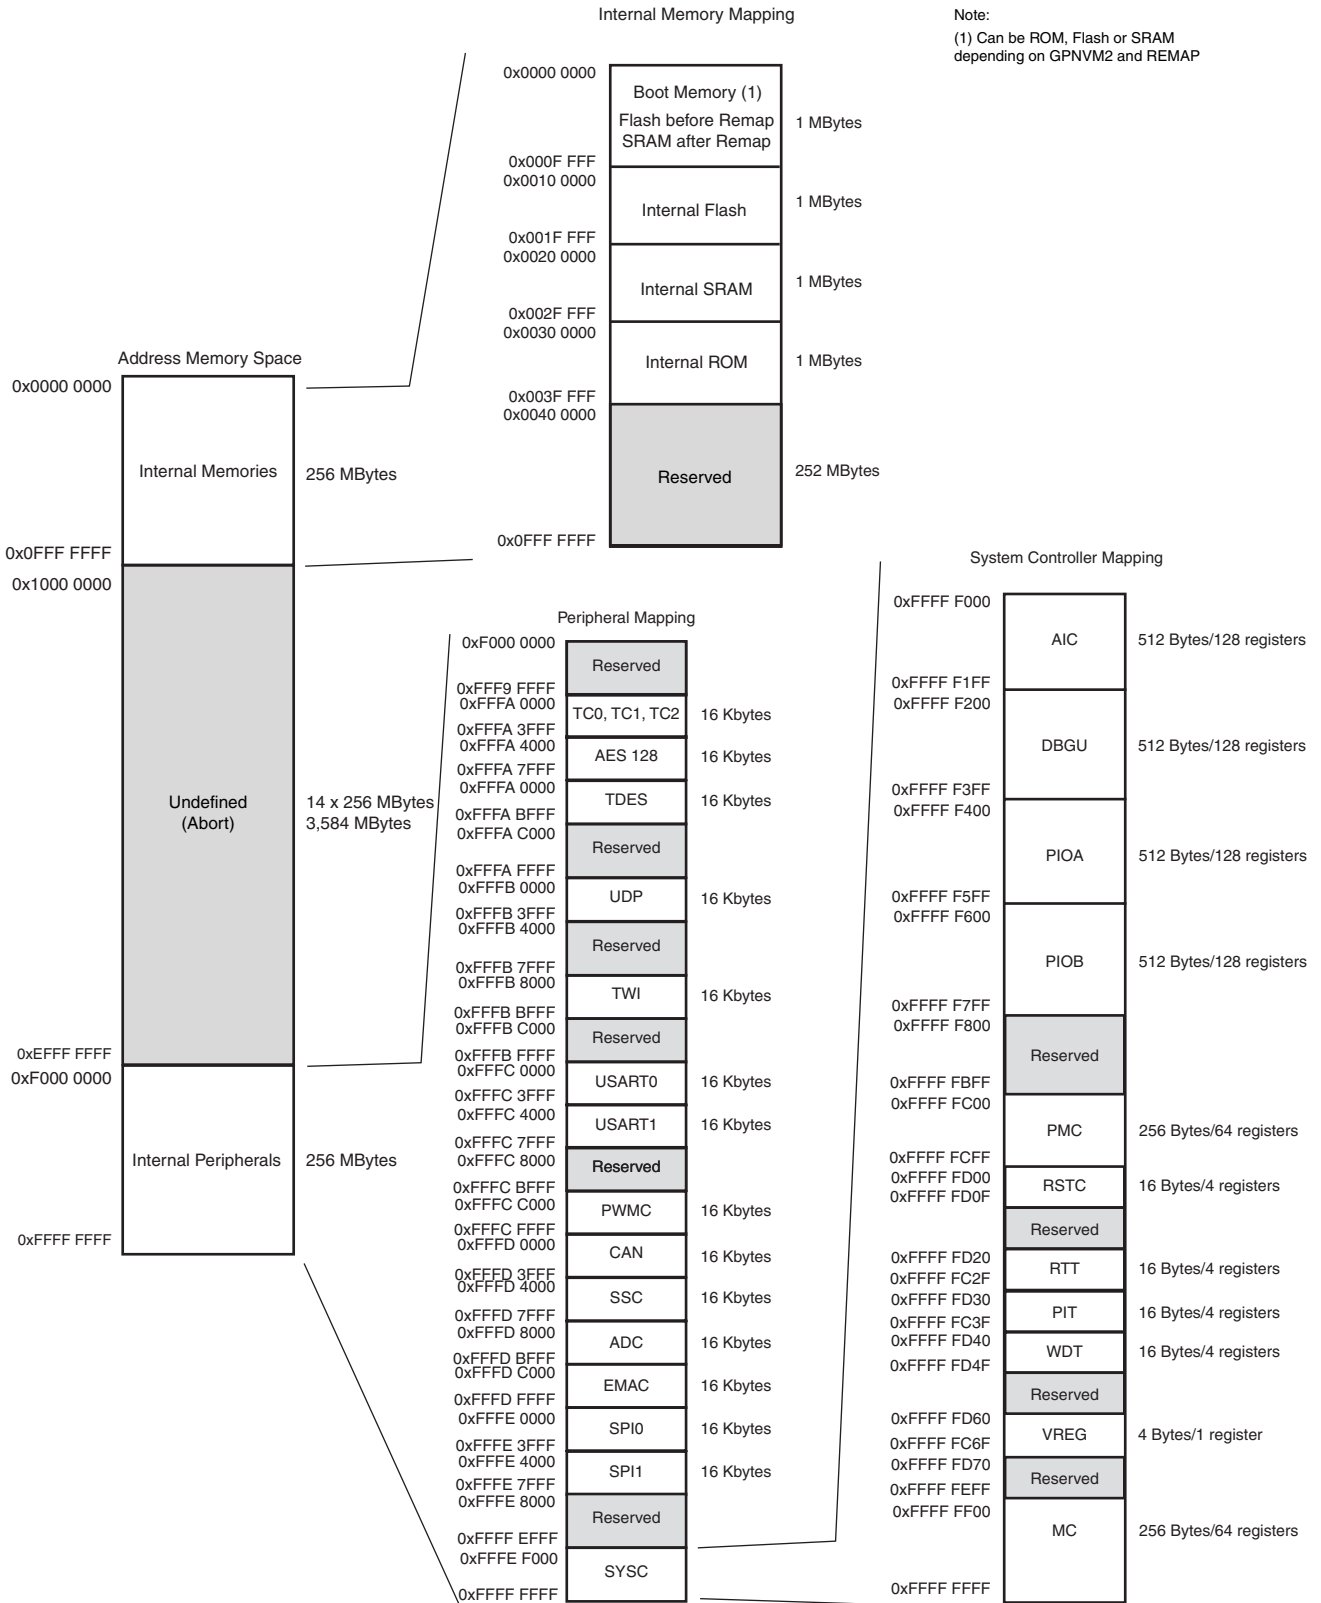 Internal Memory Mapping
Note:
(1) Can be ROM, Flash or SRAM
depending on GPNVM2 and REMAP
0x0000 0000
Boot Memory (1)
Flash before Remap
SRAM after Remap
1 MBytes
0x000F FFF
0x0010 0000
Internal Flash
1 MBytes
0x001F FFF
0x0020 0000
Internal SRAM
1 MBytes
0x002F FFF
0x0030 0000
Internal ROM
1 MBytes
0x003F FFF
0x0040 0000
Reserved
252 MBytes
0x0FFF FFFF
Address Memory Space
0x0000 0000
Internal Memories
256 MBytes
0x0FFF FFFF
0x1000 0000
Undefined
(Abort)
14 x 256 MBytes
3,584 MBytes
0xEFFF FFFF
0xF000 0000
Internal Peripherals
256 MBytes
0xFFFF FFFF
Peripheral Mapping
0xF000 0000
Reserved
0xFFF9 FFFF
0xFFFA 0000
TC0, TC1, TC2
16 Kbytes
0xFFFA 3FFF
0xFFFA 4000
AES 128
16 Kbytes
0xFFFA 7FFF
0xFFFA 0000
TDES
16 Kbytes
0xFFFA BFFF
0xFFFA C000
Reserved
0xFFFA FFFF
0xFFFB 0000
UDP
16 Kbytes
0xFFFB 3FFF
0xFFFB 4000
Reserved
0xFFFB 7FFF
0xFFFB 8000
TWI
16 Kbytes
0xFFFB BFFF
0xFFFB C000
Reserved
0xFFFB FFFF
0xFFFC 0000
USART0
16 Kbytes
0xFFFC 3FFF
0xFFFC 4000
USART1
16 Kbytes
0xFFFC 7FFF
0xFFFC 8000
Reserved
0xFFFC BFFF
0xFFFC C000
PWMC
16 Kbytes
0xFFFC FFFF
0xFFFD 0000
CAN
16 Kbytes
0xFFFD 3FFF
0xFFFD 4000
SSC
16 Kbytes
0xFFFD 7FFF
0xFFFD 8000
ADC
16 Kbytes
0xFFFD BFFF
0xFFFD C000
EMAC
16 Kbytes
0xFFFD FFFF
0xFFFE 0000
SPI0
16 Kbytes
0xFFFE 3FFF
0xFFFE 4000
SPI1
16 Kbytes
0xFFFE 7FFF
0xFFFE 8000
Reserved
0xFFFF EFFF
0xFFFE F000
SYSC
0xFFFF FFFF
System Controller Mapping
0xFFFF F000
AIC
512 Bytes/128 registers
0xFFFF F1FF
0xFFFF F200
DBGU
512 Bytes/128 registers
0xFFFF F3FF
0xFFFF F400
PIOA
512 Bytes/128 registers
0xFFFF F5FF
0xFFFF F600
PIOB
512 Bytes/128 registers
0xFFFF F7FF
0xFFFF F800
Reserved
0xFFFF FBFF
0xFFFF FC00
PMC
256 Bytes/64 registers
0xFFFF FCFF
0xFFFF FD00
RSTC
16 Bytes/4 registers
0xFFFF FD0F
Reserved
0xFFFF FD20
RTT
16 Bytes/4 registers
0xFFFF FC2F
0xFFFF FD30
PIT
16 Bytes/4 registers
0xFFFF FC3F
0xFFFF FD40
WDT
16 Bytes/4 registers
0xFFFF FD4F
Reserved
0xFFFF FD60
VREG
4 Bytes/1 register
0xFFFF FC6F
0xFFFF FD70
Reserved
0xFFFF FEFF
0xFFFF FF00
MC
256 Bytes/64 registers
0xFFFF FFFF